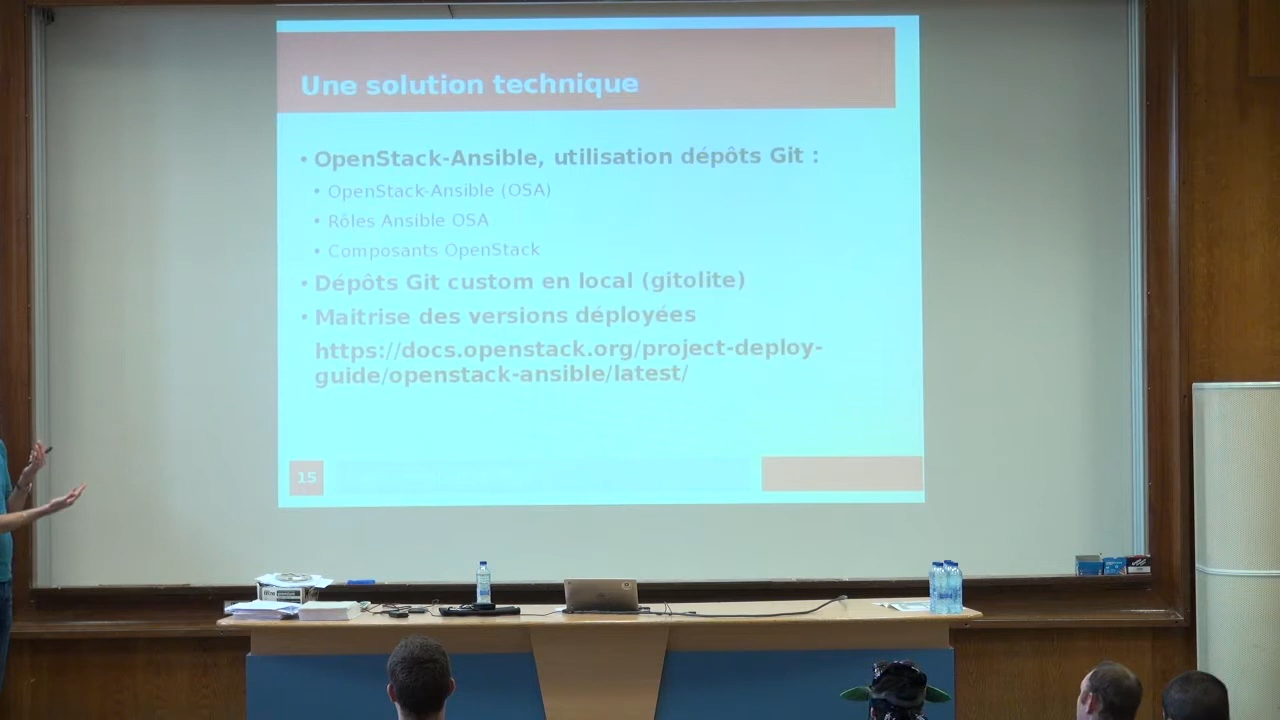 Une solution technique
• OpenStack-Ansible, utilisation dépôts Git :
• OpenStack-Ansible (OSA)
• Rôles Ansible OSA
• Composants OpenStack
• Dépôts Git custom en local (gitolite)
• Maitrise des versions déployées
https://docs.openstack.org/project-deploy-
guide/openstack-ansible/latest/
15